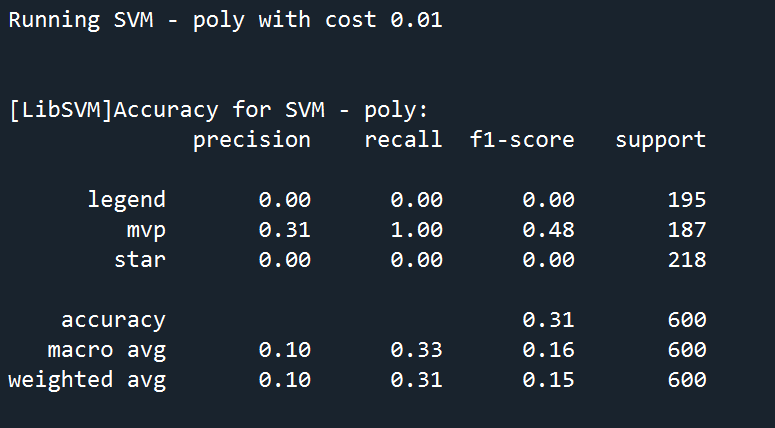 Running SVM - poly with cost 0.01
[LibSVM]Accuracy for SVM - poly:
precision recall f1-score support
legend 0.00 0.00 0.00 195
mvp 0.31 1.00 0.48 187
star 0.00 0.00 0.00 218
accuracy 0.31 600
macro avg 0.10 0.33 0.16 600
weighted avg 0.10 0.31 0.15 600